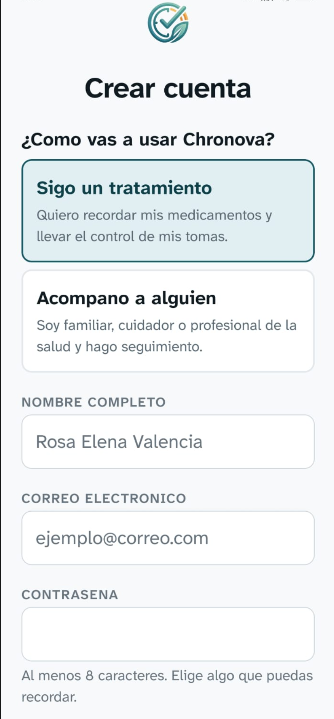 Crear cuenta
¿Como vas a usar Chronova?
Sigo un tratamiento
Quiero recordar mis medicamentos y
llevar el control de mis tomas.
Acompano a alguien
Soy familiar, cuidador o profesional de la
salud y hago seguimiento.
NOMBRE COMPLETO
Rosa Elena Valencia
CORREO ELECTRONICO
ejemplo@correo.com
CONTRASENA
Al menos 8 caracteres. Elige algo que puedas
recordar.